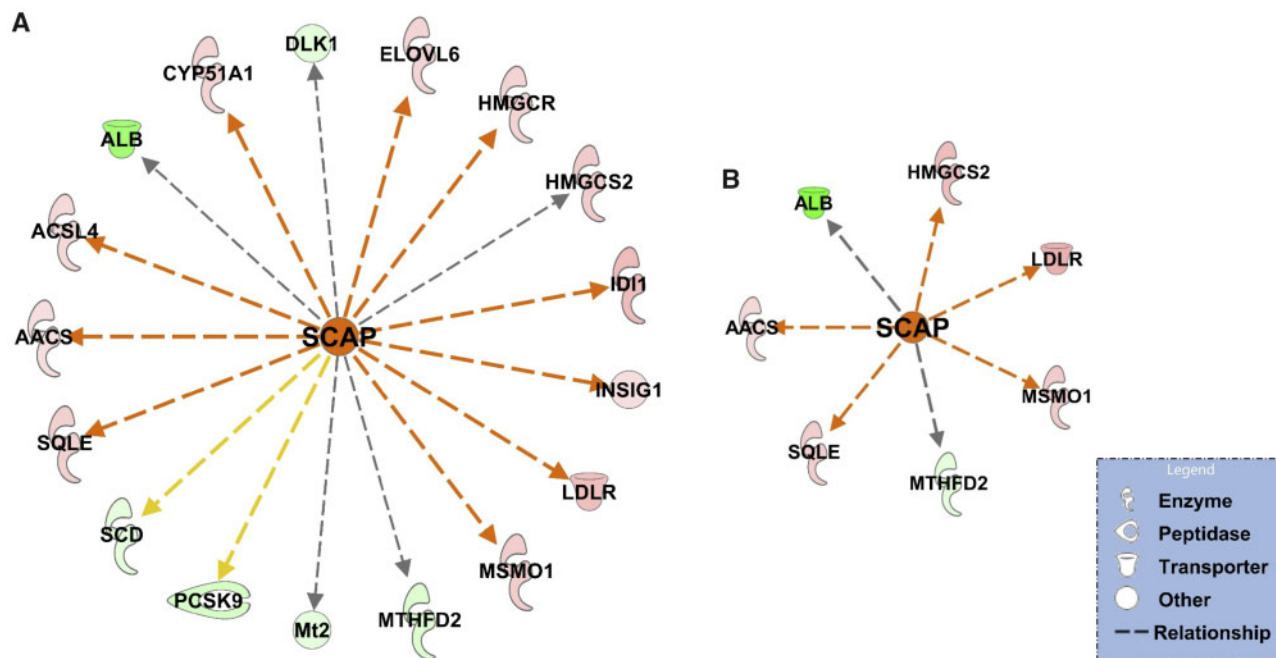 A
DLK1
ELOVL6
CYP51A1
HMGCR
ALB
HMGCS2
ACSL4
IDI1
AACS
SCAP
INSIG1
SQLE
LDLR
SCD
MSMO1
PCSK9
Mt2
MTHFD2
B
HMGCS2
ALB
LDLR
AACS
SCAP
MSMO1
SQLE
MTHFD2
Legend
Enzyme
Peptidase
Transporter
Other
Relationship